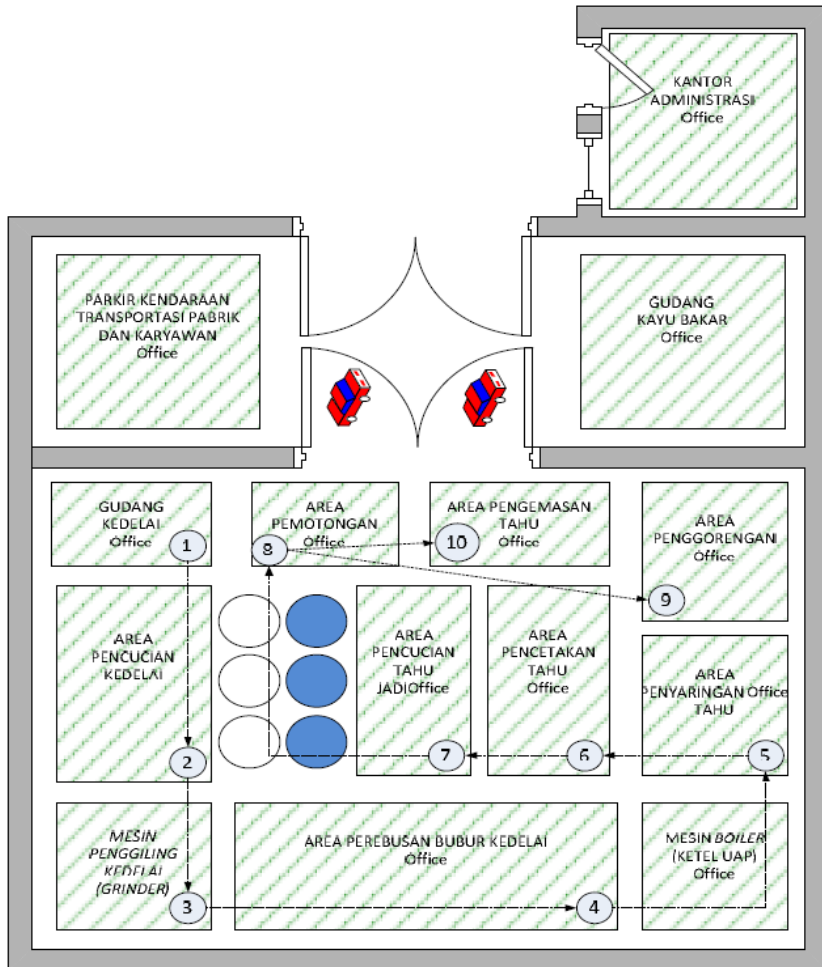 KANTOR
ADMINISTRASI
Office
PARKIR KENDARAAN
TRANSPORTASI PABRIK
DAN KARYAWAN
Office
GUDANG
KAYU BAKAR
Office
GUDANG
KEDELAI
Office
1
AREA
PEMOTONGAN
Office
8
AREA PENGEMASAN
TAHU
Office
10
AREA
PENGGORENGAN
Office
9
AREA
PENCUCIAN
KEDELAI
2
AREA
PENCUCIAN
TAHU
JADIOffice
7
AREA
PENCETAKAN
TAHU
Office
6
AREA
PENYARINGAN Office
TAHU
5
MESIN
PENGGILING
KEDELAI
(GRINDER)
3
AREA PEREBUSAN BUBUR KEDELAI
Office
4
MESIN BOILER
(KETEL UAP)
Office